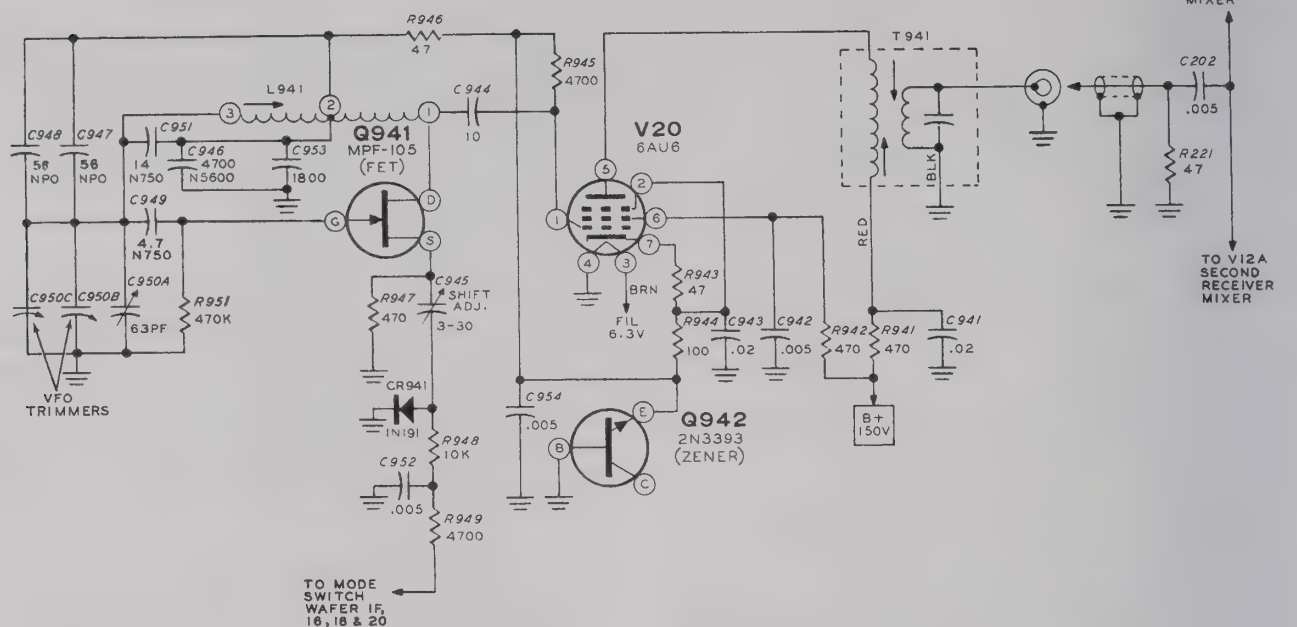 MIXER
R946
47
T941
C202
.005
R945
4700
L941
3
2
1
C944
10
C948
56
NPO
C947
56
NPO
C951
14
N750
C946
4700
N5600
C953
1800
Q941
MPF-105
(FET)
V20
6AU6
BLK
R221
47
C949
4.7
N750
G
D
S
5
2
1
6
7
4
3
RED
TO V12A
SECOND
RECEIVER
MIXER
C950C
C950B
C950A
63PF
R951
470K
R947
470
C945
SHIFT
ADJ.
3-30
BRN
FIL
6.3V
R943
47
R944
100
C943
.02
C942
.005
R942
470
R941
470
C941
.02
VFO
TRIMMERS
CR941
1N191
C954
.005
E
B
C
Q942
2N3393
(ZENER)
B+
150V
R948
10K
C952
.005
R949
4700
TO MODE
SWITCH
WAFER 1F,
16, 18 & 20